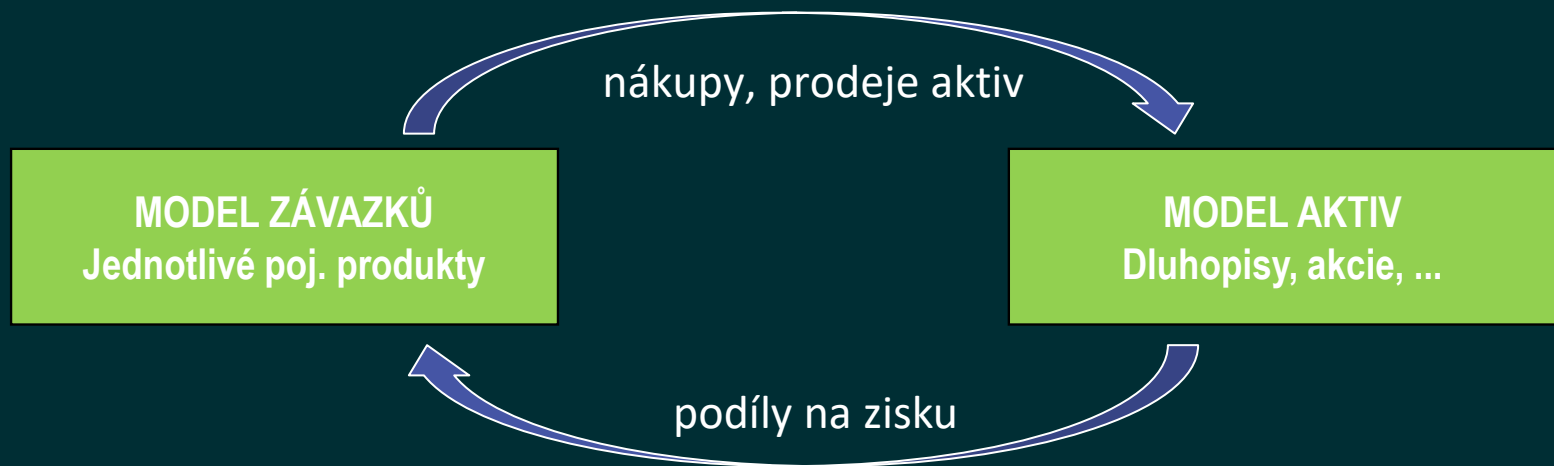 nákupy, prodeje aktiv
MODEL ZÁVAZKŮ
Jednotlivé poj. produkty
MODEL AKTIV
Dluhopisy, akcie, ...
podíly na zisku